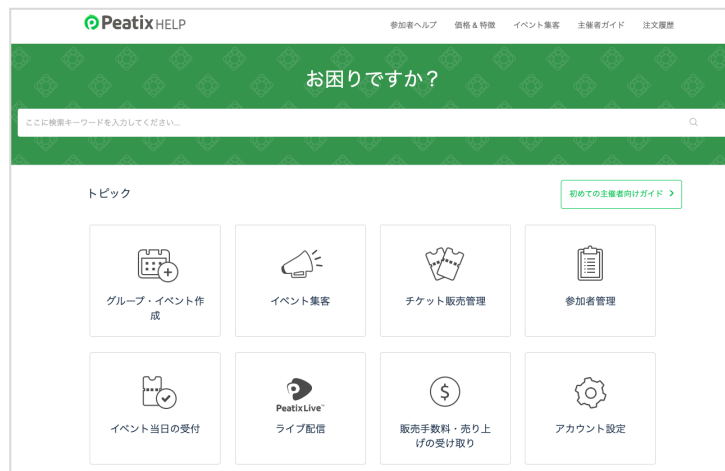 Peatix HELP
参加者ヘルプ 価格 & 特徴 イベント集客 主催者ガイド 注文履歴
お困りですか？
ここに検索キーワードを入力してください...
トピック
初めての主催者向けガイド >
グループ・イベント作
成
イベント集客
チケット販売管理
参加者管理
イベント当日の受付
PeatixLive™
ライブ配信
$
販売手数料・売り上
げの受け取り
アカウント設定